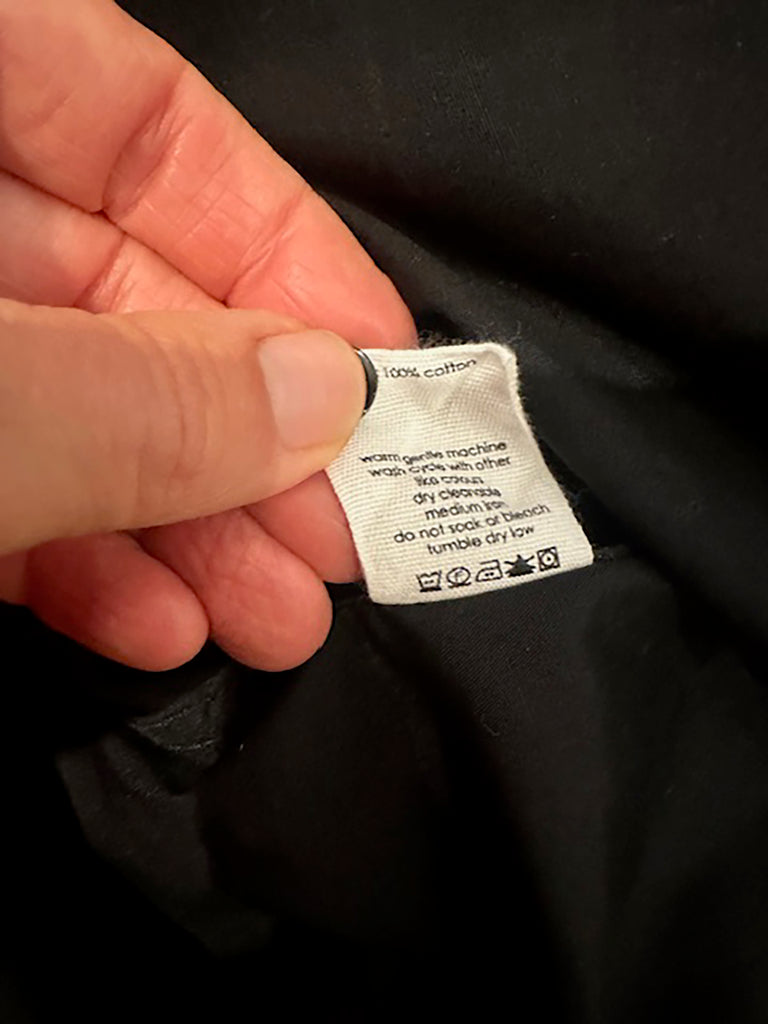 100% cotton
warm gentle machine
wash cycle with other
like colours
dry cleanable
medium iron
do not soak or bleach
tumble dry low